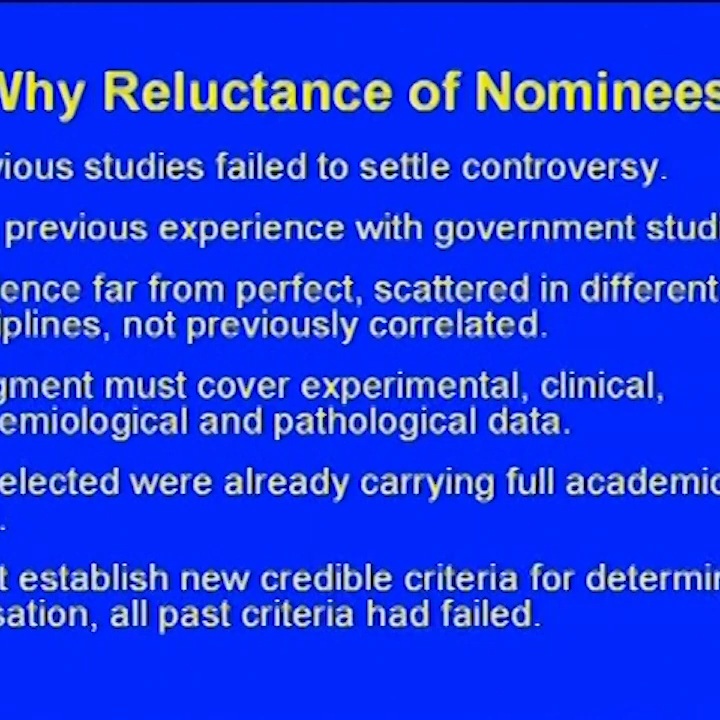 Why Reluctance of Nominees
vious studies failed to settle controversy.
previous experience with government stud
ence far from perfect, scattered in different
iplines, not previously correlated.
gment must cover experimental, clinical,
emiological and pathological data.
elected were already carrying full academic
.
t establish new credible criteria for determin
sation, all past criteria had failed.